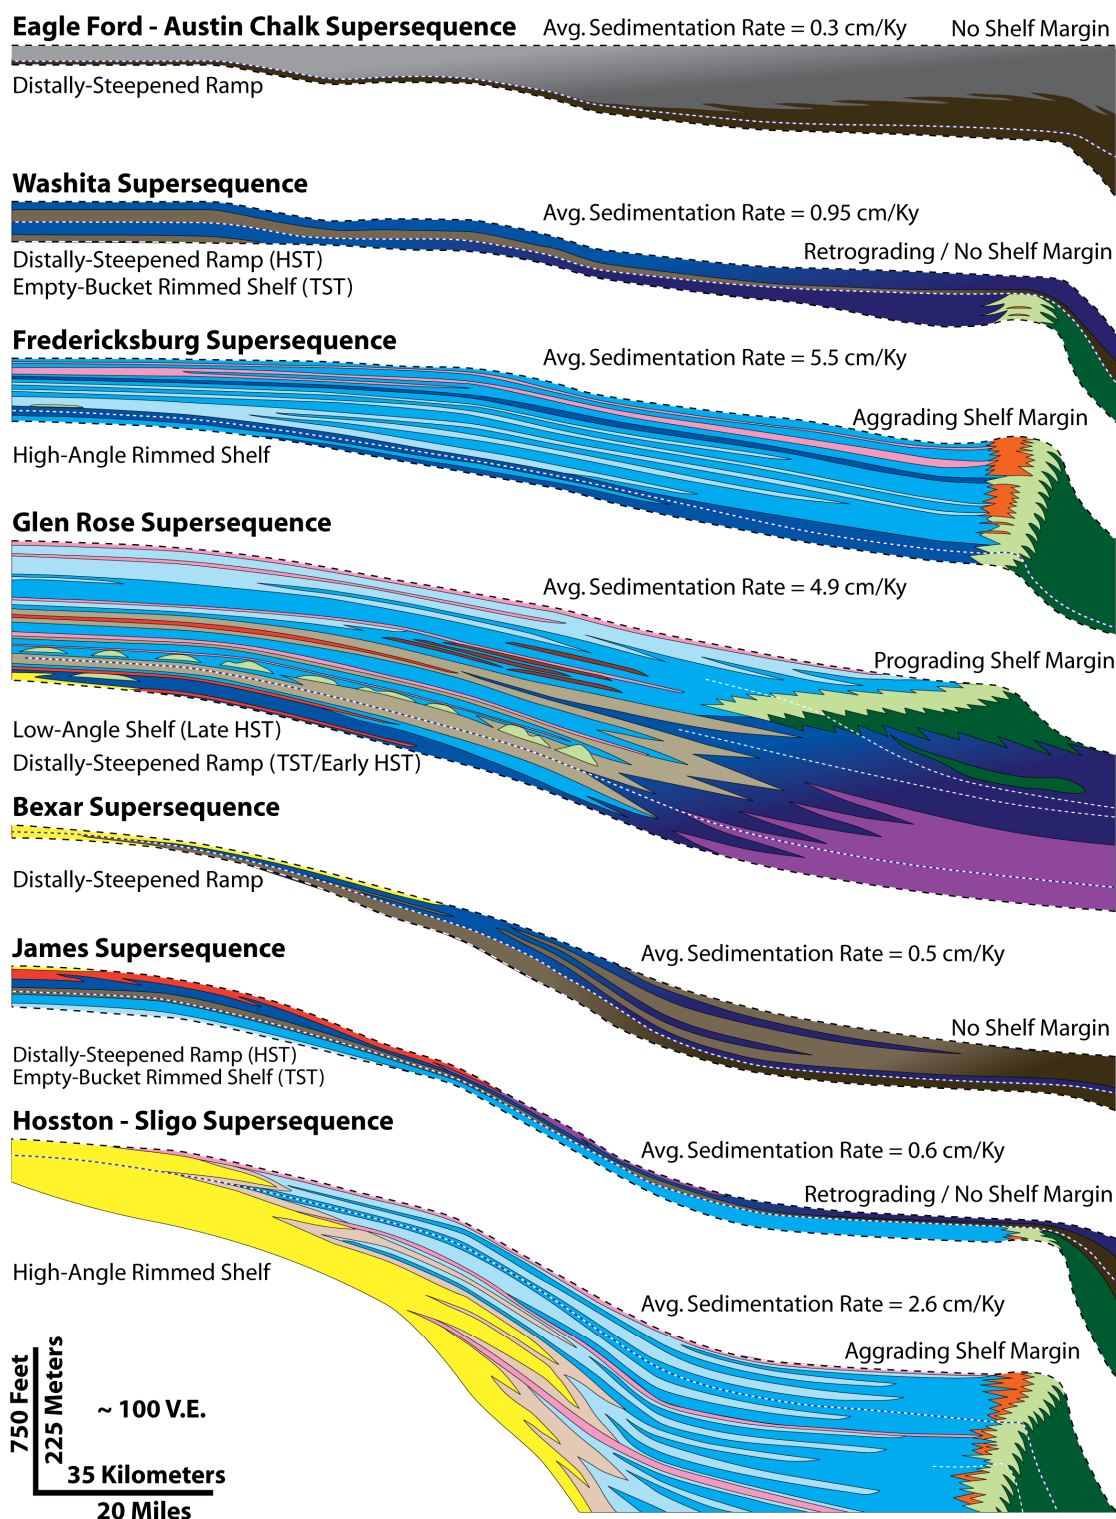 Eagle Ford - Austin Chalk Supersequence
Avg. Sedimentation Rate = 0.3 cm/Ky
No Shelf Margin
Distally-Steepened Ramp
Washita Supersequence
Avg. Sedimentation Rate = 0.95 cm/Ky
Retrograding / No Shelf Margin
Distally-Steepened Ramp (HST)
Empty-Bucket Rimmed Shelf (TST)
Fredericksburg Supersequence
Avg. Sedimentation Rate = 5.5 cm/Ky
Aggrading Shelf Margin
High-Angle Rimmed Shelf
Glen Rose Supersequence
Avg. Sedimentation Rate = 4.9 cm/Ky
Prograding Shelf Margin
Low-Angle Shelf (Late HST)
Distally-Steepened Ramp (TST/Early HST)
Bexar Supersequence
Distally-Steepened Ramp
Avg. Sedimentation Rate = 0.5 cm/Ky
No Shelf Margin
James Supersequence
Distally-Steepened Ramp (HST)
Empty-Bucket Rimmed Shelf (TST)
Avg. Sedimentation Rate = 0.6 cm/Ky
Retrograding / No Shelf Margin
Hosston - Sligo Supersequence
High-Angle Rimmed Shelf
Avg. Sedimentation Rate = 2.6 cm/Ky
Aggrading Shelf Margin
750 Feet
225 Meters
~ 100 V.E.
35 Kilometers
20 Miles